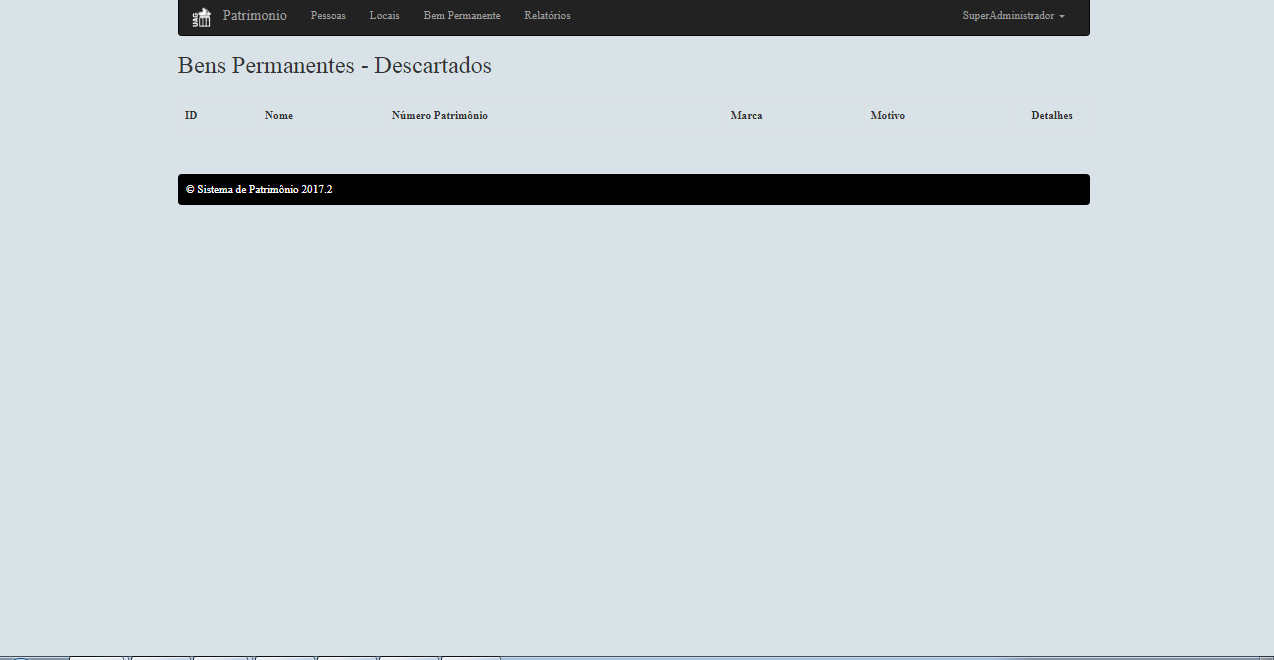 UAG Patrimonio Pessoas Locais Bem Permanente Relatórios SuperAdministrador
Bens Permanentes - Descartados
ID Nome Número Patrimônio Marca Motivo Detalhes
© Sistema de Patrimônio 2017.2